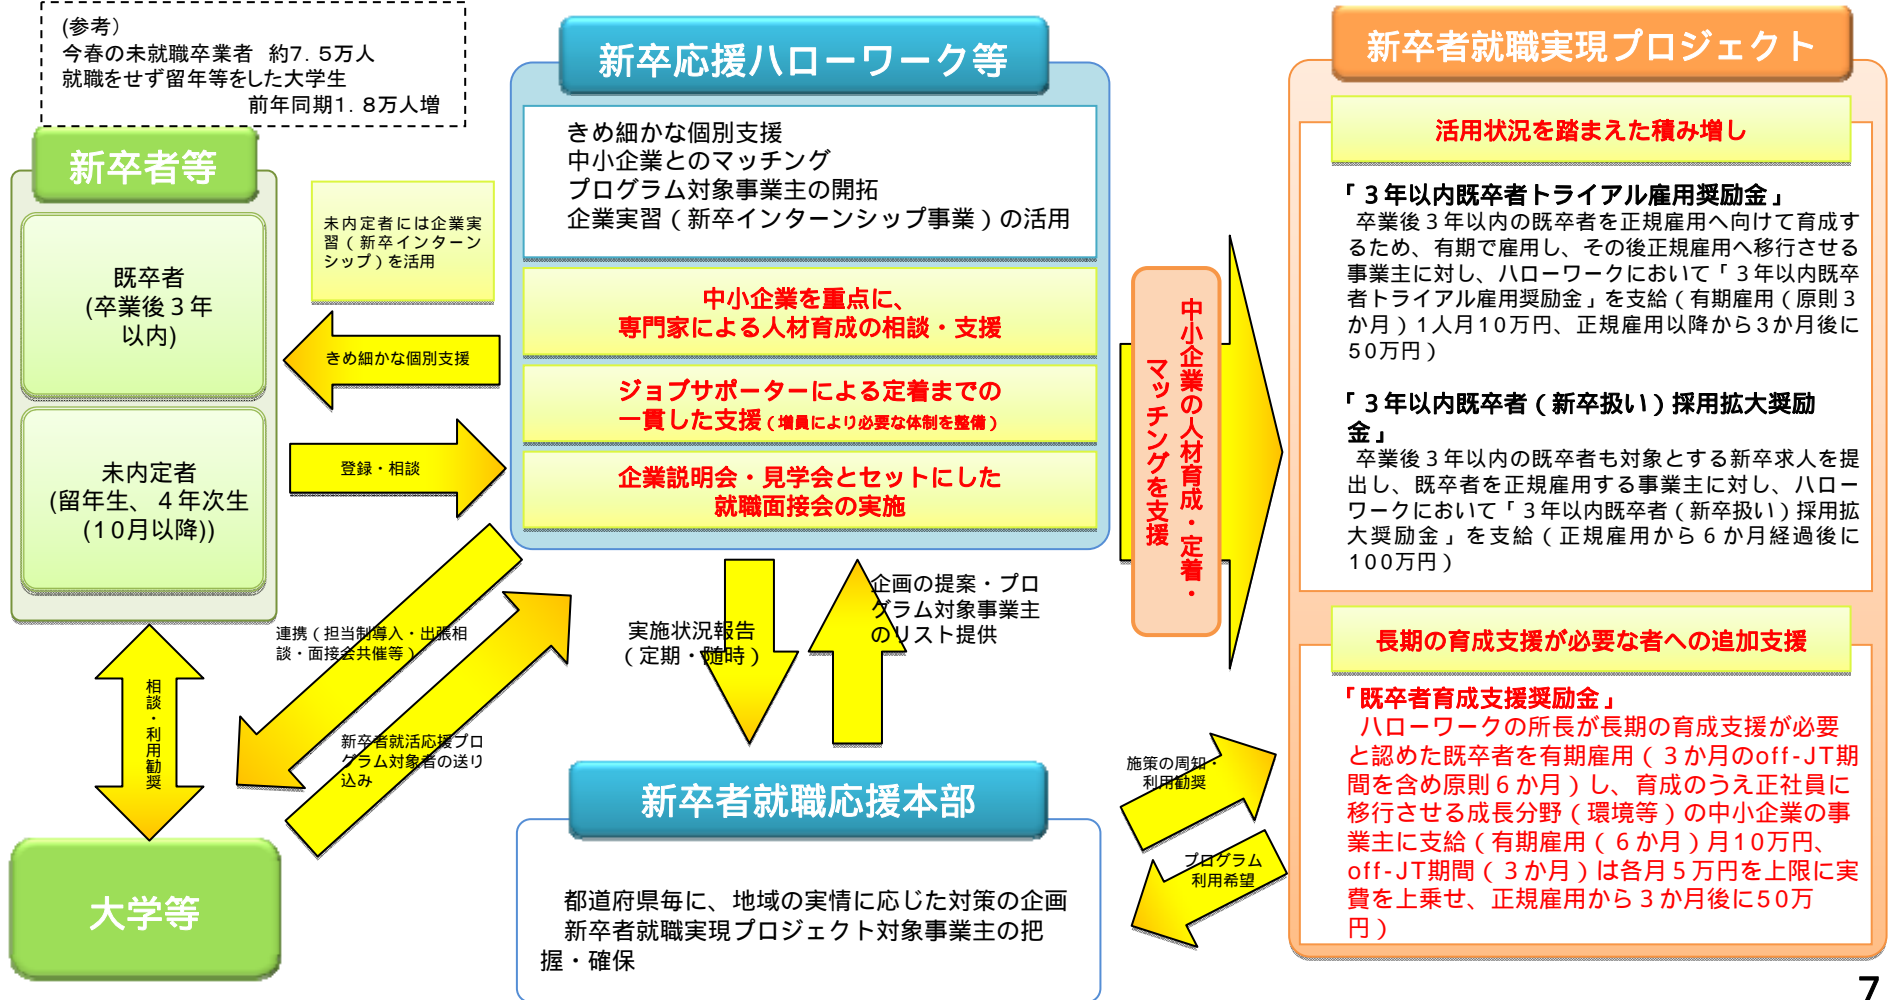 (参考)
今春の未就職卒業者 約7.5万人
就職をせず留年等をした大学生
前年同期1.8万人増
新卒者等
既卒者
(卒業後3年
以内)
未内定者
(留年生、4年次生
(10月以降))
大学等
相談・利用勧奨
未内定者には企業実
習(新卒インターン
シップ)を活用
きめ細かな個別支援
登録・相談
連携(担当制導入・出張相
談・面接会共催等)
新卒者就活応援プロ
グラム対象者の送り
込み
新卒応援ハローワーク等
きめ細かな個別支援
中小企業とのマッチング
プログラム対象事業主の開拓
企業実習(新卒インターンシップ事業)の活用
中小企業を重点に、
専門家による人材育成の相談・支援
ジョブサポーターによる定着までの
一貫した支援(増員により必要な体制を整備)
企業説明会・見学会とセットにした
就職面接会の実施
実施状況報告
(定期・随時)
企画の提案・プロ
グラム対象事業主
のリスト提供
新卒者就職応援本部
都道府県毎に、地域の実情に応じた対策の企画
新卒者就職実現プロジェクト対象事業主の把
握・確保
中小企業の人材育成・定着・
マッチングを支援
施策の周知・
利用勧奨
プログラム
利用希望
新卒者就職実現プロジェクト
活用状況を踏まえた積み増し
「3年以内既卒者トライアル雇用奨励金」
卒業後3年以内の既卒者を正規雇用へ向けて育成す
るため、有期で雇用し、その後正規雇用へ移行させる
事業主に対し、ハローワークにおいて「3年以内既卒
者トライアル雇用奨励金」を支給(有期雇用(原則3
か月)1人月10万円、正規雇用以降から3か月後に
50万円)
「3年以内既卒者(新卒扱い)採用拡大奨励
金」
卒業後3年以内の既卒者も対象とする新卒求人を提
出し、既卒者を正規雇用する事業主に対し、ハロー
ワークにおいて「3年以内既卒者(新卒扱い)採用拡
大奨励金」を支給(正規雇用から6か月経過後に
100万円)
長期の育成支援が必要な者への追加支援
「既卒者育成支援奨励金」
ハローワークの所長が長期の育成支援が必要
と認めた既卒者を有期雇用(3か月のoff-JT期
間を含め原則6か月)し、育成のうえ正社員に
移行させる成長分野(環境等)の中小企業の事
業主に支給(有期雇用(6か月)月10万円、
off-JT期間(3か月)は各月5万円を上限に実
費を上乗せ、正規雇用から3か月後に50万
円)
7